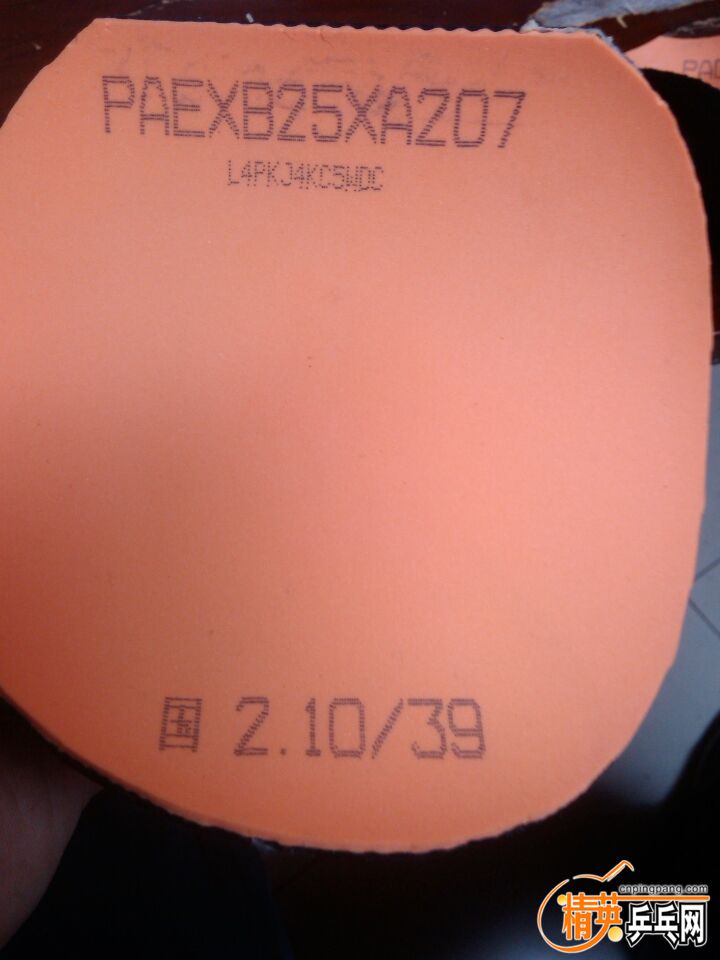 PAEXB25XA207
L4PKJ4KC5WDC
国 2.10/39
cnpingpang.com
精英乒乓网